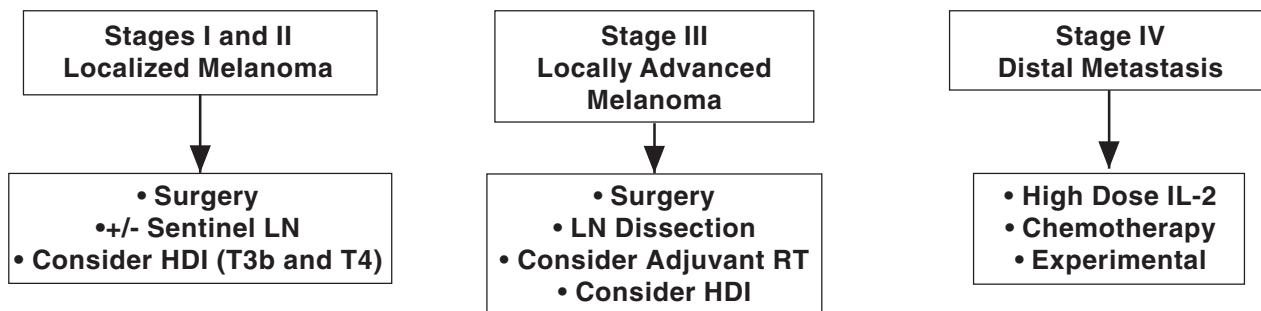 Stages I and II
Localized Melanoma
• Surgery
•+/- Sentinel LN
• Consider HDI (T3b and T4)
Stage III
Locally Advanced
Melanoma
• Surgery
• LN Dissection
• Consider Adjuvant RT
• Consider HDI
Stage IV
Distal Metastasis
• High Dose IL-2
• Chemotherapy
• Experimental